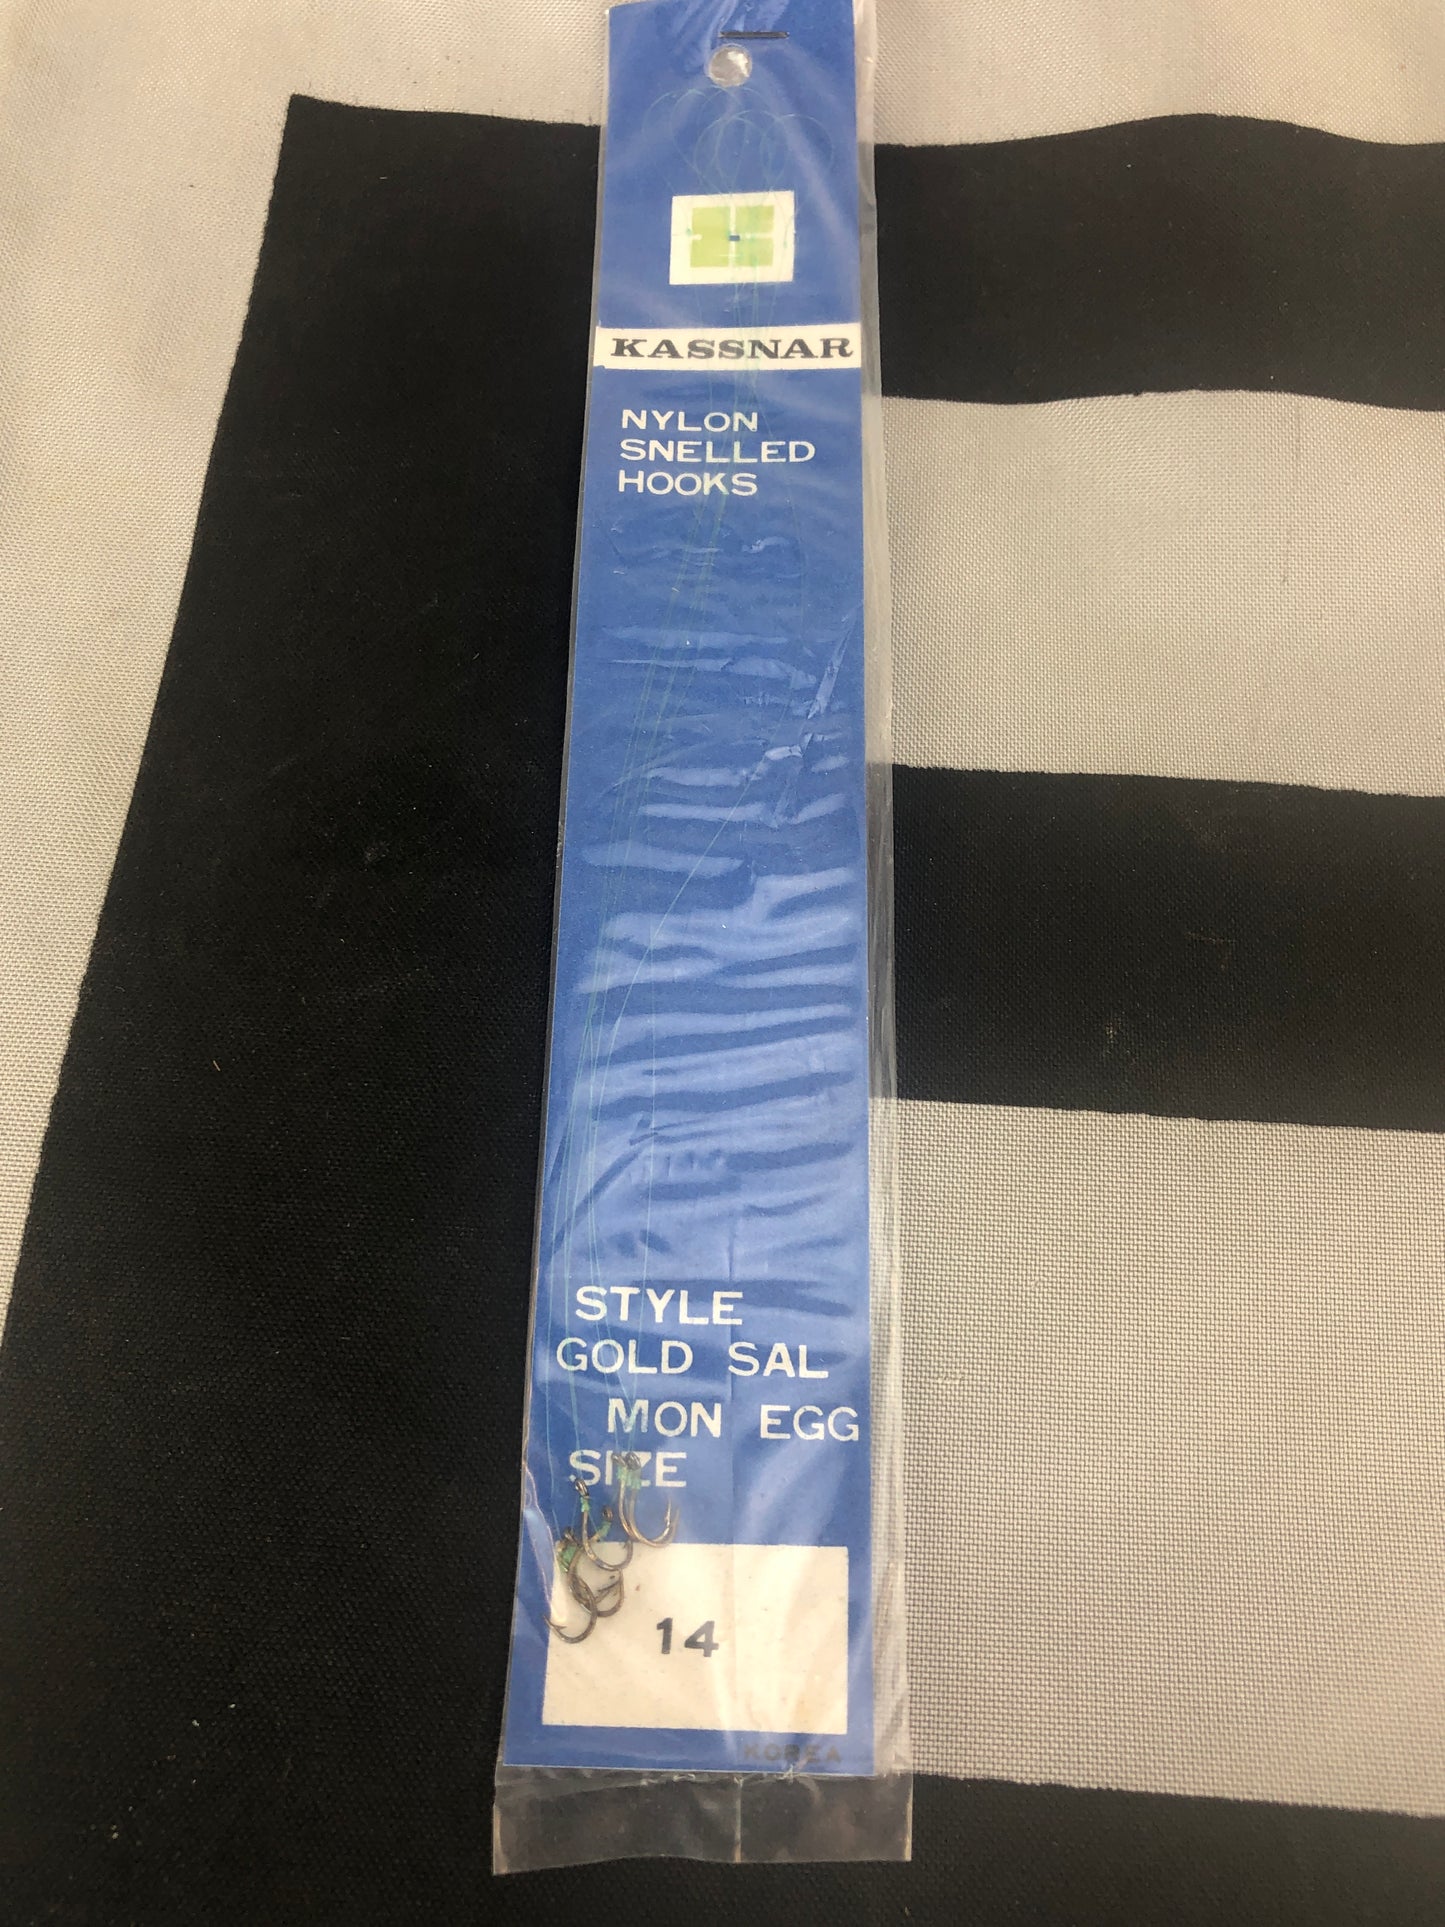 KASSNAR
NYLON
SNELLED
HOOKS
STYLE
GOLD SAL
MON EGG
SIZE
14
KOREA